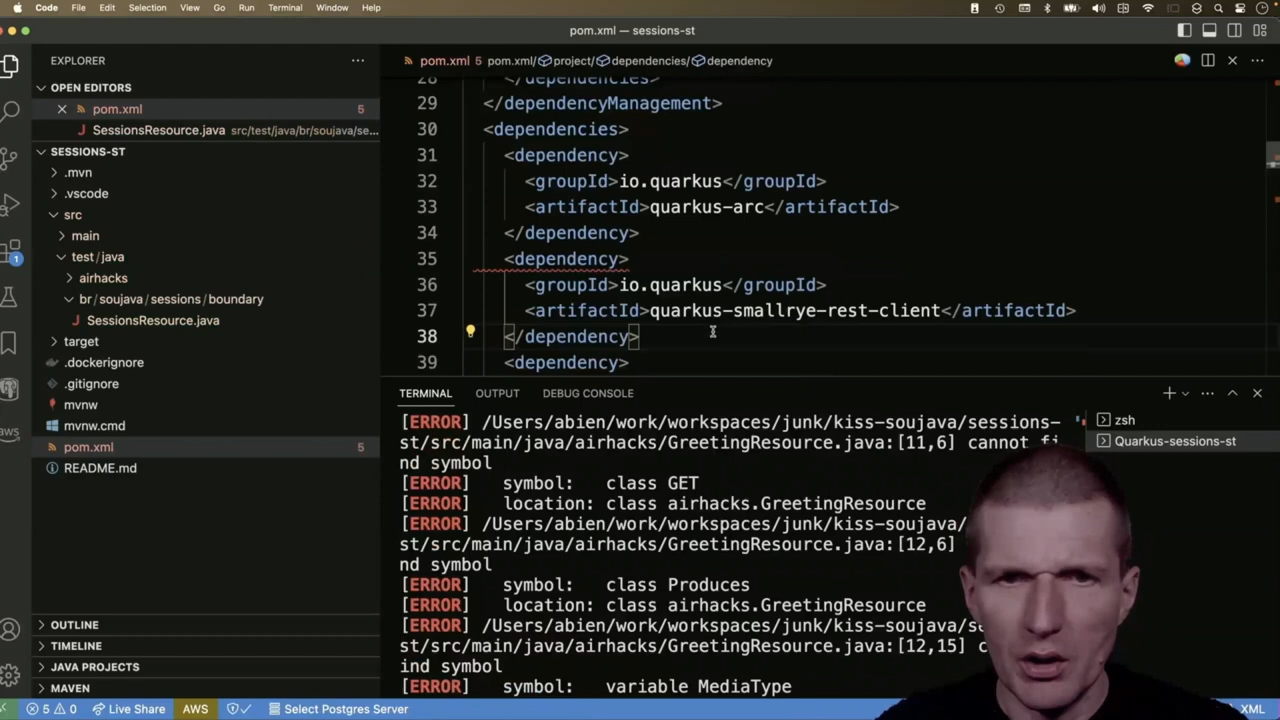 Code File Edit Selection View Go Run Terminal Window Help
pom.xml — sessions-st
EXPLORER
OPEN EDITORS
pom.xml 5
J SessionsResource.java src/test/java/br/soujava/se...
SESSIONS-ST
.mvn
.vscode
src
main
test/java
airhacks
br/soujava/sessions/boundary
J SessionsResource.java
target
.dockerignore
.gitignore
mvnw
mvnw.cmd
pom.xml 5
README.md
OUTLINE
TIMELINE
JAVA PROJECTS
MAVEN
1
aws
pom.xml 5 pom.xml/project/dependencies/dependency
28 </dependencies>
29 </dependencyManagement>
30 <dependencies>
31 <dependency>
32 <groupId>io.quarkus</groupId>
33 <artifactId>quarkus-arc</artifactId>
34 </dependency>
35 <dependency>
36 <groupId>io.quarkus</groupId>
37 <artifactId>quarkus-smallrye-rest-client</artifactId>
38 </dependency>
39 <dependency>
TERMINAL OUTPUT DEBUG CONSOLE
zsh
Quarkus-sessions-st
[ERROR] /Users/abien/work/workspaces/junk/kiss-soujava/sessions-
st/src/main/java/airhacks/GreetingResource.java:[11,6] cannot fi
nd symbol
[ERROR] symbol: class GET
[ERROR] location: class airhacks.GreetingResource
[ERROR] /Users/abien/work/workspaces/junk/kiss-soujava/
st/src/main/java/airhacks/GreetingResource.java:[12,6]
nd symbol
[ERROR] symbol: class Produces
[ERROR] location: class airhacks.GreetingResource
[ERROR] /Users/abien/work/workspaces/junk/kiss-soujava/se
st/src/main/java/airhacks/GreetingResource.java:[12,15] c
ind symbol
[ERROR] symbol: variable MediaType
5 0 Live Share AWS Select Postgres Server XML